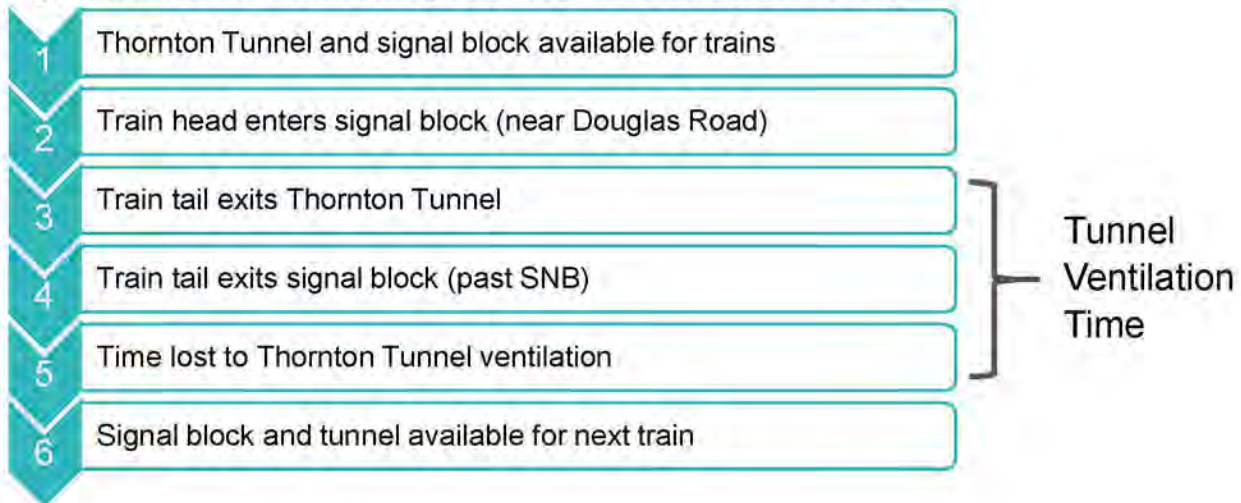 1 Thornton Tunnel and signal block available for trains
2 Train head enters signal block (near Douglas Road)
3 Train tail exits Thornton Tunnel
4 Train tail exits signal block (past SNB)
5 Time lost to Thornton Tunnel ventilation
6 Signal block and tunnel available for next train
Tunnel
Ventilation
Time